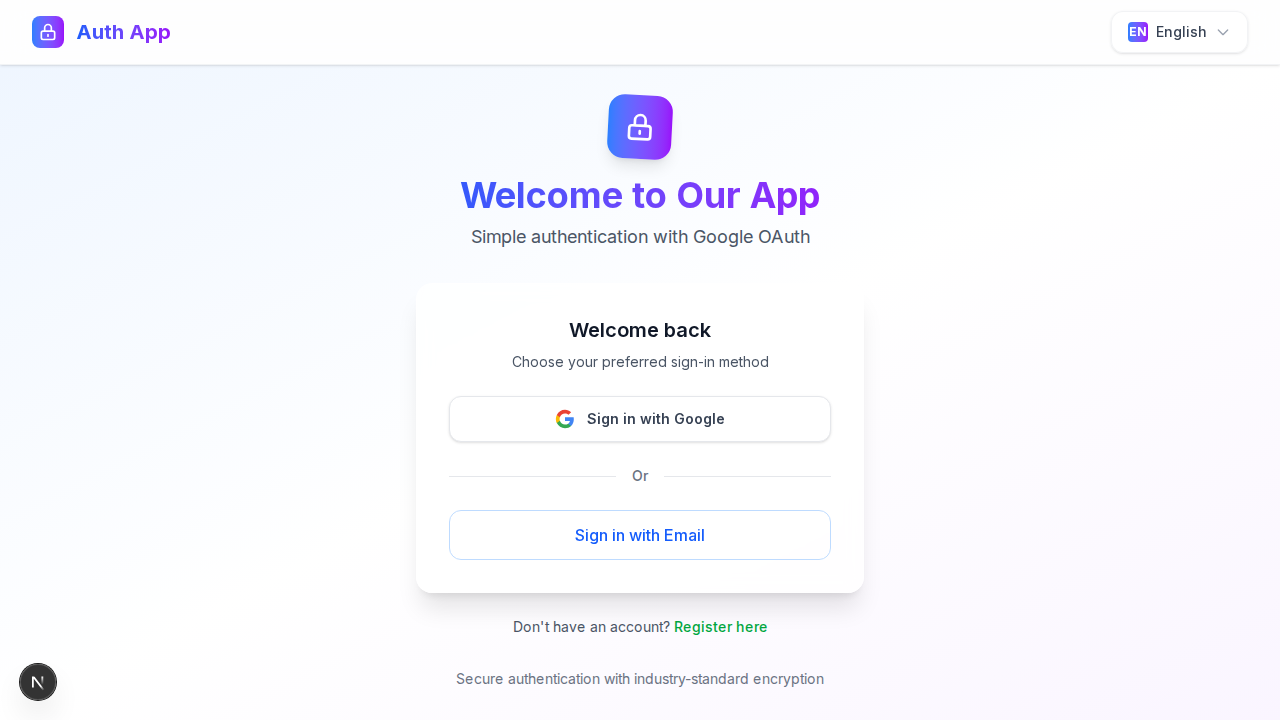 Auth App
EN English
Welcome to Our App
Simple authentication with Google OAuth
Welcome back
Choose your preferred sign-in method
Sign in with Google
Or
Sign in with Email
Don't have an account? Register here
Secure authentication with industry-standard encryption
N